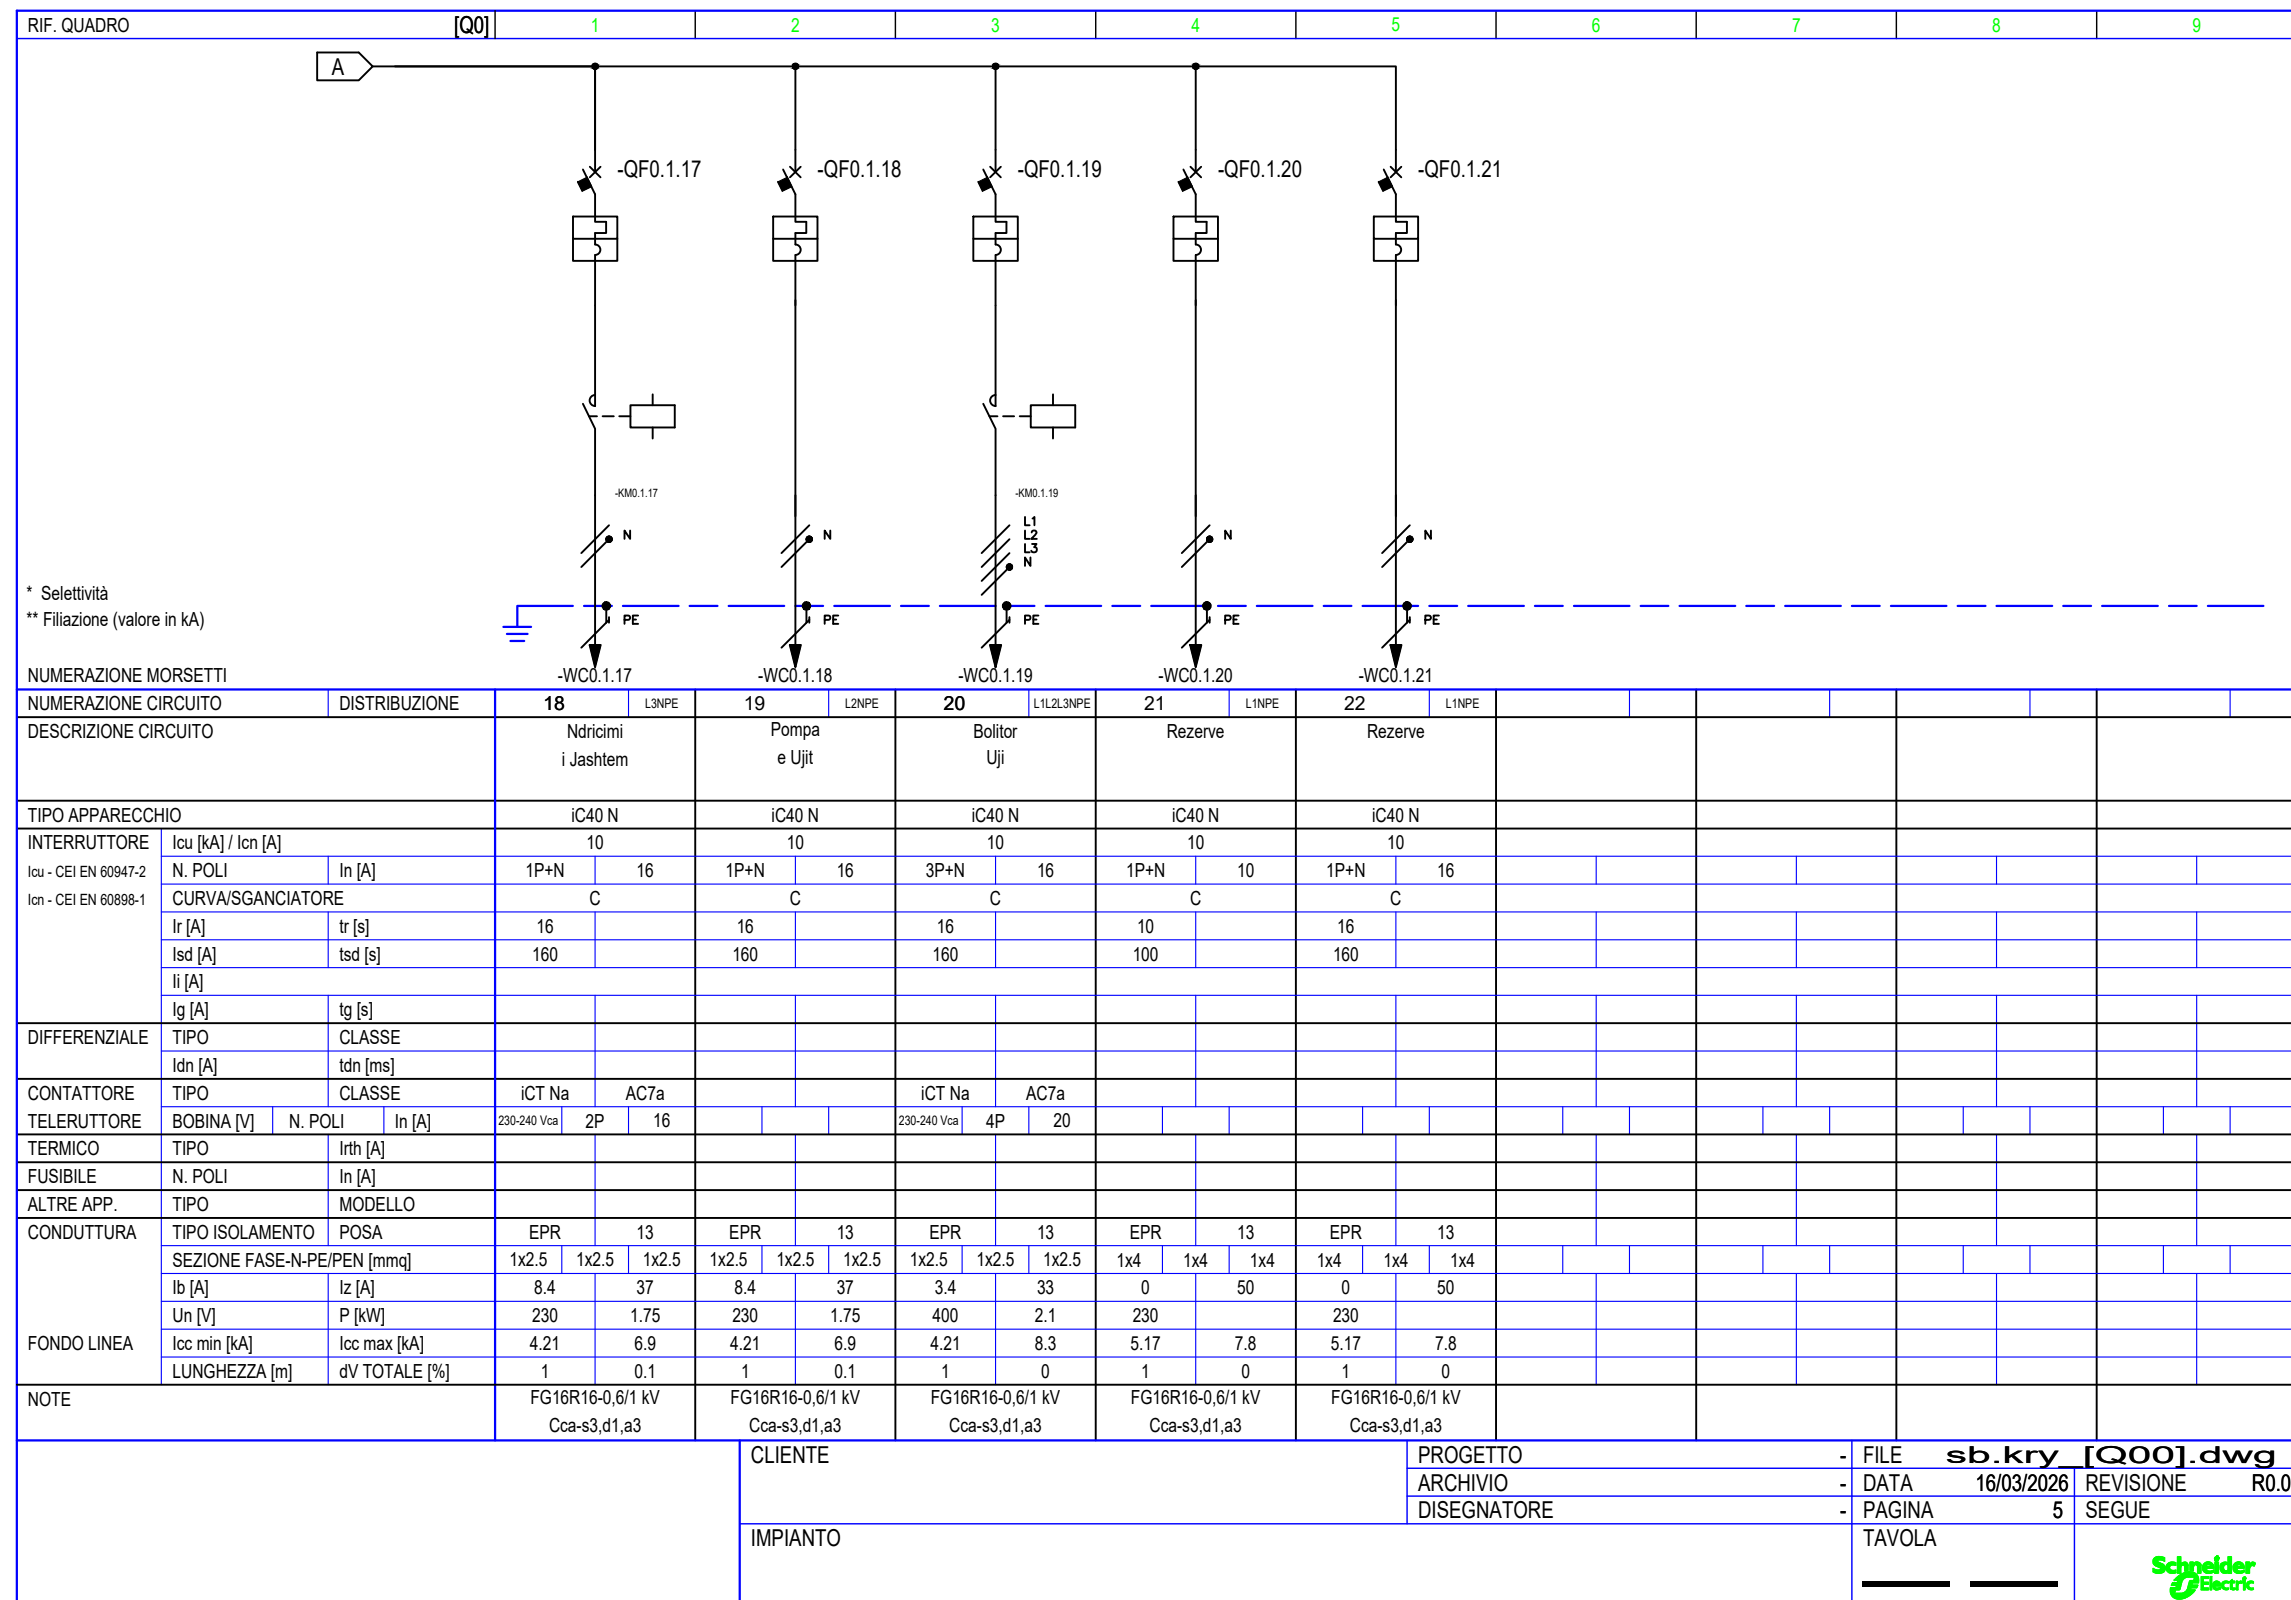 RIF. QUADRO [Q0] 1 2 3 4 5 6 7 8 9
A
-QF0.1.17 -QF0.1.18 -QF0.1.19 -QF0.1.20 -QF0.1.21
-KM0.1.17 -KM0.1.19
L1
L2
L3
N N N N N
* Selettività
** Filiazione (valore in kA)
PE PE PE PE PE
NUMERAZIONE MORSETTI -WC0.1.17 -WC0.1.18 -WC0.1.19 -WC0.1.20 -WC0.1.21
NUMERAZIONE CIRCUITO DISTRIBUZIONE 18 L3NPE 19 L2NPE 20 L1L2L3NPE 21 L1NPE 22 L1NPE
DESCRIZIONE CIRCUITO Ndricimi Pompa Bolitor Rezerve Rezerve
i Jashtem e Ujit Uji
TIPO APPARECCHIO iC40 N iC40 N iC40 N iC40 N iC40 N
INTERRUTTORE Icu [kA] / Icn [A] 10 10 10 10 10
Icu - CEI EN 60947-2 N. POLI In [A] 1P+N 16 1P+N 16 3P+N 16 1P+N 10 1P+N 16
Icn - CEI EN 60898-1 CURVA/SGANCIATORE C C C C C
Ir [A] tr [s] 16 16 16 10 16
Isd [A] tsd [s] 160 160 160 100 160
Ii [A]
Ig [A] tg [s]
DIFFERENZIALE TIPO CLASSE
Idn [A] tdn [ms]
CONTATTORE TIPO CLASSE iCT Na AC7a iCT Na AC7a
TELERUTTORE BOBINA [V] N. POLI In [A] 230-240 Vca 2P 16 230-240 Vca 4P 20
TERMICO TIPO Irth [A]
FUSIBILE N. POLI In [A]
ALTRE APP. TIPO MODELLO
CONDUTTURA TIPO ISOLAMENTO POSA EPR 13 EPR 13 EPR 13 EPR 13 EPR 13
SEZIONE FASE-N-PE/PEN [mmq] 1x2.5 1x2.5 1x2.5 1x2.5 1x2.5 1x2.5 1x2.5 1x2.5 1x2.5 1x4 1x4 1x4 1x4 1x4 1x4
Ib [A] Iz [A] 8.4 37 8.4 37 3.4 33 0 50 0 50
Un [V] P [kW] 230 1.75 230 1.75 400 2.1 230 230
FONDO LINEA Icc min [kA] Icc max [kA] 4.21 6.9 4.21 6.9 4.21 8.3 5.17 7.8 5.17 7.8
LUNGHEZZA [m] dV TOTALE [%] 1 0.1 1 0.1 1 0 1 0 1 0
NOTE FG16R16-0,6/1 kV FG16R16-0,6/1 kV FG16R16-0,6/1 kV FG16R16-0,6/1 kV FG16R16-0,6/1 kV
Cca-s3,d1,a3 Cca-s3,d1,a3 Cca-s3,d1,a3 Cca-s3,d1,a3 Cca-s3,d1,a3
CLIENTE PROGETTO - FILE sb.kry_[Q00].dwg
ARCHIVIO - DATA 16/03/2026 REVISIONE R0.0
DISEGNATORE - PAGINA 5 SEGUE
IMPIANTO TAVOLA
Schneider
Electric